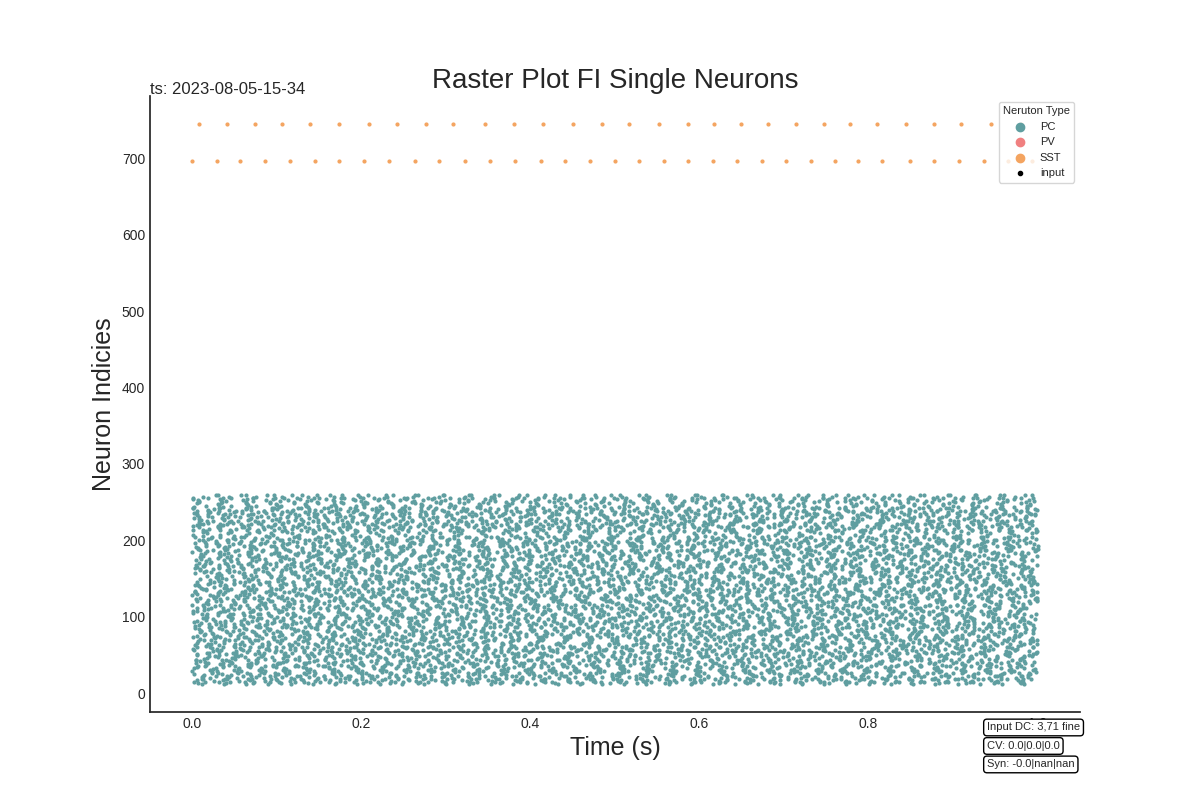 Raster Plot FI Single Neurons
ts: 2023-08-05-15-34
Neruton Type
PC
PV
SST
input
700
600
500
400
300
200
100
0
Neuron Indicies
0.0 0.2 0.4 0.6 0.8
Time (s)
Input DC: 3,71 fine
CV: 0.0|0.0|0.0
Syn: -0.0|nan|nan